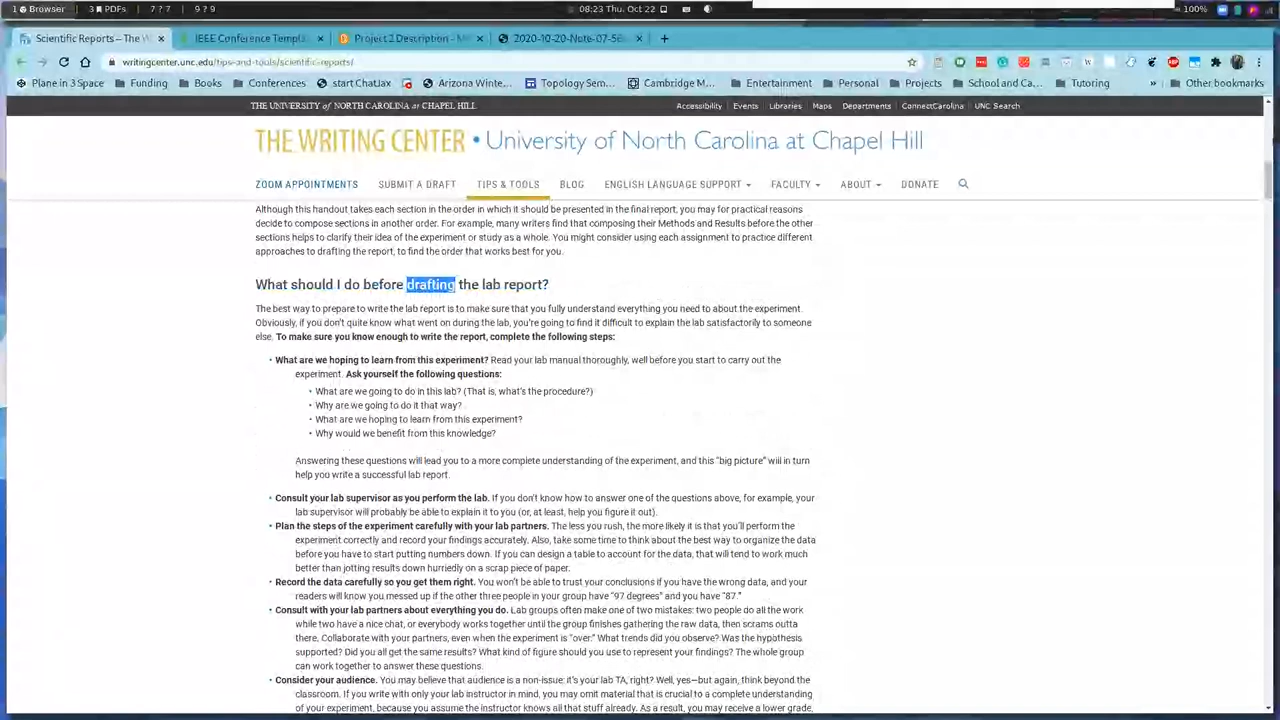 1 Browser 3 PDFs 7 ? 7 9 ? 9 08:23 Thu. Oct 22 100%
Scientific Reports – The W IEEE Conference Templ Project 2 Description - M 2020-10-20-Note-07-Se
writingcenter.unc.edu/tips-and-tools/scientific-reports/
Plane in 3 Space Funding Books Conferences start ChatJax Arizona Winte... Topology Sem... Cambridge M... Entertainment Personal Projects School and Ca... Tutoring » Other bookmarks
THE UNIVERSITY of NORTH CAROLINA at CHAPEL HILL Accessibility Events Libraries Maps Departments ConnectCarolina UNC Search
THE WRITING CENTER • University of North Carolina at Chapel Hill
ZOOM APPOINTMENTS SUBMIT A DRAFT TIPS & TOOLS BLOG ENGLISH LANGUAGE SUPPORT FACULTY ABOUT DONATE
Although this handout takes each section in the order in which it should be presented in the final report, you may for practical reasons
decide to compose sections in another order. For example, many writers find that composing their Methods and Results before the other
sections helps to clarify their idea of the experiment or study as a whole. You might consider using each assignment to practice different
approaches to drafting the report, to find the order that works best for you.
What should I do before drafting the lab report?
The best way to prepare to write the lab report is to make sure that you fully understand everything you need to about the experiment.
Obviously, if you don't quite know what went on during the lab, you're going to find it difficult to explain the lab satisfactorily to someone
else. To make sure you know enough to write the report, complete the following steps:
• What are we hoping to learn from this experiment? Read your lab manual thoroughly, well before you start to carry out the
experiment. Ask yourself the following questions:
• What are we going to do in this lab? (That is, what's the procedure?)
• Why are we going to do it that way?
• What are we hoping to learn from this experiment?
• Why would we benefit from this knowledge?
Answering these questions will lead you to a more complete understanding of the experiment, and this "big picture" will in turn
help you write a successful lab report.
• Consult your lab supervisor as you perform the lab. If you don't know how to answer one of the questions above, for example, your
lab supervisor will probably be able to explain it to you (or, at least, help you figure it out).
• Plan the steps of the experiment carefully with your lab partners. The less you rush, the more likely it is that you'll perform the
experiment correctly and record your findings accurately. Also, take some time to think about the best way to organize the data
before you have to start putting numbers down. If you can design a table to account for the data, that will tend to work much
better than jotting results down hurriedly on a scrap piece of paper.
• Record the data carefully so you get them right. You won't be able to trust your conclusions if you have the wrong data, and your
readers will know you messed up if the other three people in your group have "97 degrees" and you have "87."
• Consult with your lab partners about everything you do. Lab groups often make one of two mistakes: two people do all the work
while two have a nice chat, or everybody works together until the group finishes gathering the raw data, then scrams outta
there. Collaborate with your partners, even when the experiment is "over." What trends did you observe? Was the hypothesis
supported? Did you all get the same results? What kind of figure should you use to represent your findings? The whole group
can work together to answer these questions.
• Consider your audience. You may believe that audience is a non-issue: it's your lab TA, right? Well, yes—but again, think beyond the
classroom. If you write with only your lab instructor in mind, you may omit material that is crucial to a complete understanding
of your experiment, because you assume the instructor knows all that stuff already. As a result, you may receive a lower grade,